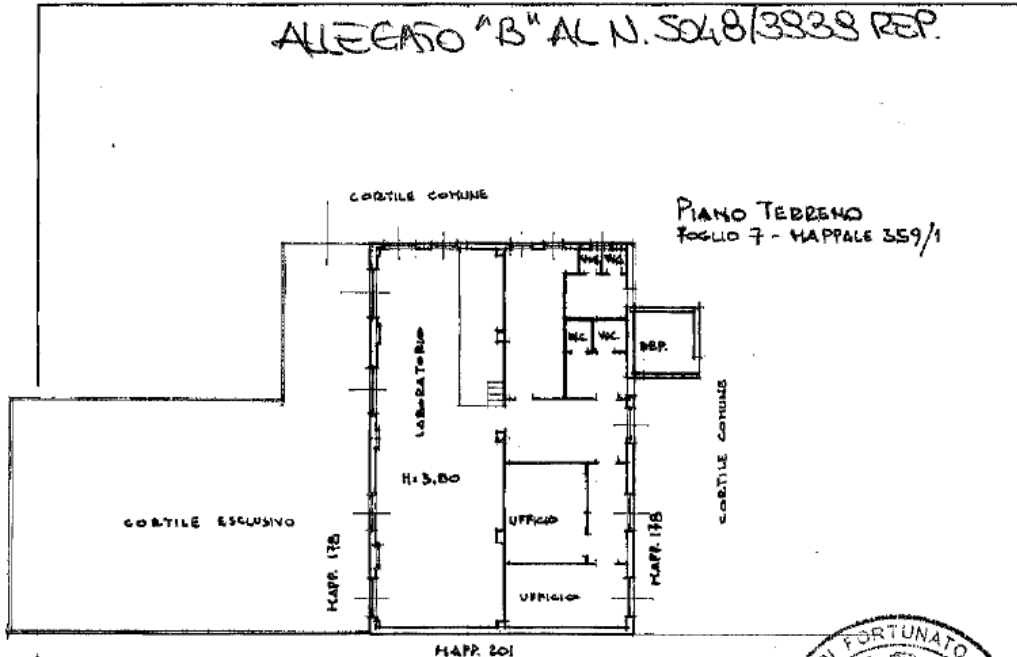 ALLEGATO "B" AL N. 5048/3939 REP.
CORTILE COMUNE
PIANO TERRENO
FOGLIO 7 - MAPPALE 359/1
W.C. W.C.
W.C. W.C.
DEP.
LABORATORIO
CORTILE COMUNE
H=3,80
CORTILE ESCLUSIVO
UFFICIO
MAPP. 178
MAPP. 178
UFFICIO
MAPP. 201
FORTUNATO